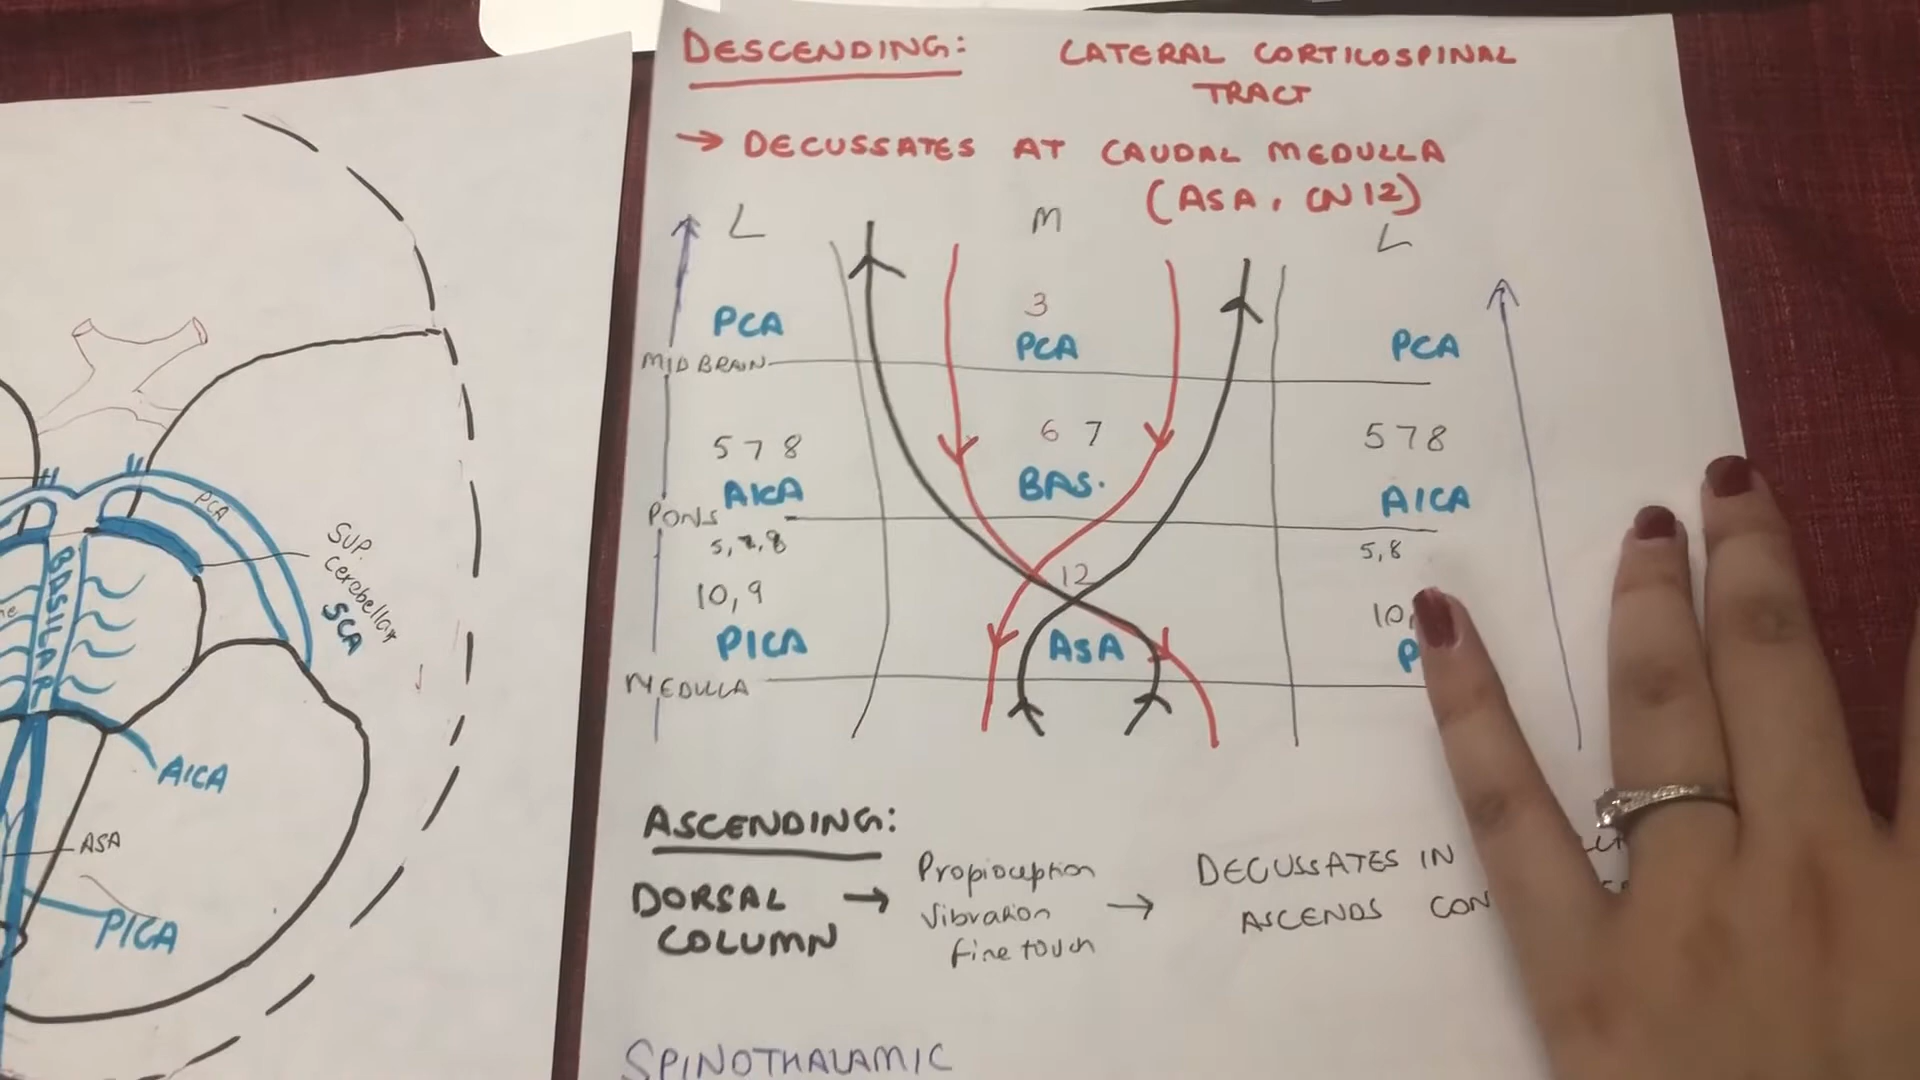 DESCENDING: LATERAL CORTICOSPINAL
TRACT
→ DECUSSATES AT CAUDAL MEDULLA
(ASA, CN 12)
L M L
3
PCA PCA PCA
MIDBRAIN
5 7 8 6 7 5 7 8
AICA BAS. AICA
PONS
5, 7, 8 5,8
12
10, 9 10,
PICA ASA P
MEDULLA
ASCENDING:
DORSAL → Propioception → DECUSSATES IN
COLUMN Vibration ASCENDS CON
fine touch
SPINOTHALAMIC
PCA
SUP.
Cerebellar
SCA
BASILAR
AICA
ASA
PICA